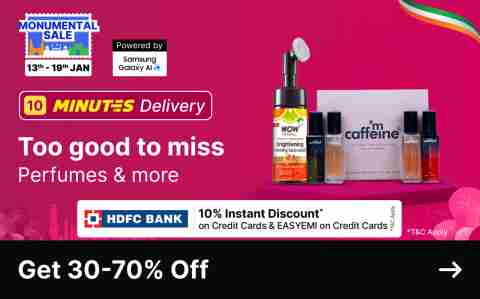 MONUMENTAL
SALE
13th - 19th JAN
Powered by
Samsung
Galaxy AI
10 MINUTES Delivery
Too good to miss
Perfumes & more
WOW
brightening
i'm
caffeine
HDFC BANK
10% Instant Discount*
on Credit Cards & EASYEMI on Credit Cards
*T&C Apply
*T&C Apply
Get 30-70% Off